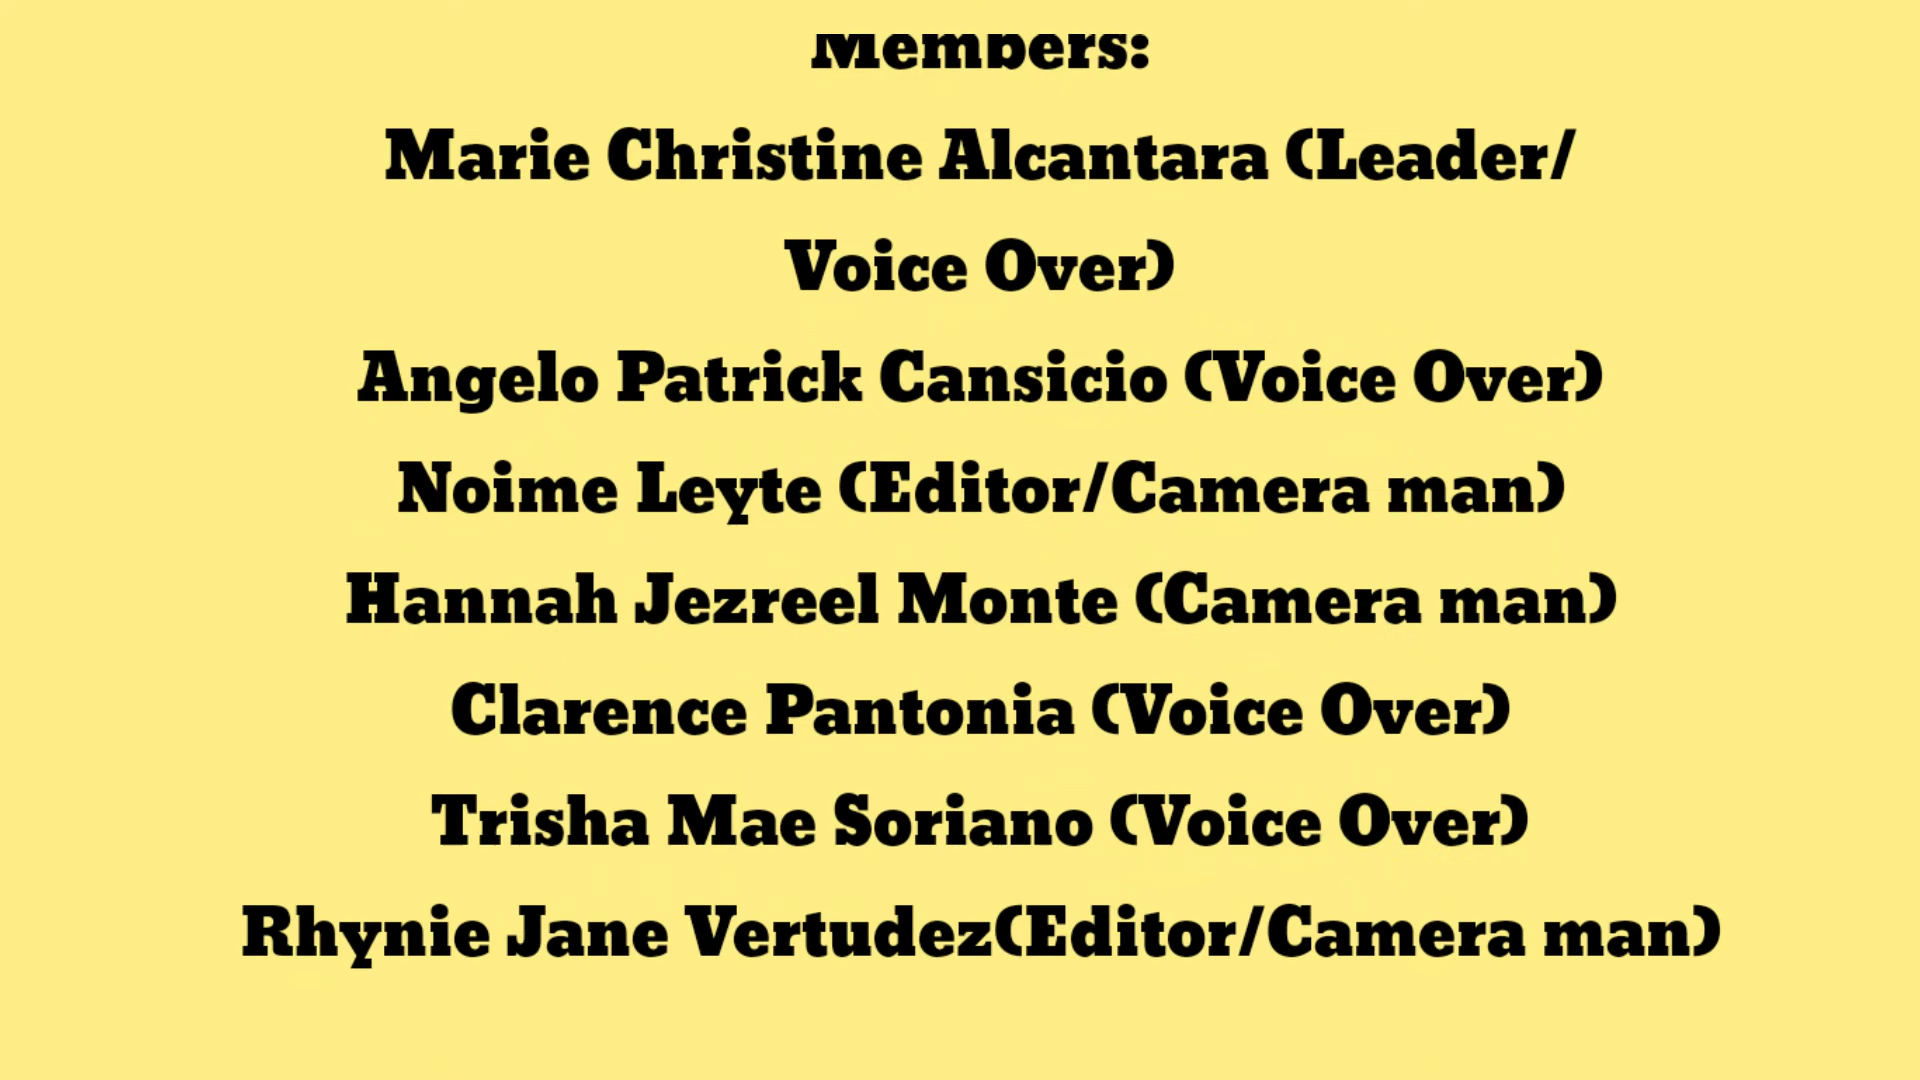 Members:
Marie Christine Alcantara (Leader/
Voice Over)
Angelo Patrick Cansicio (Voice Over)
Noime Leyte (Editor/Camera man)
Hannah Jezreel Monte (Camera man)
Clarence Pantonia (Voice Over)
Trisha Mae Soriano (Voice Over)
Rhynie Jane Vertudez(Editor/Camera man)